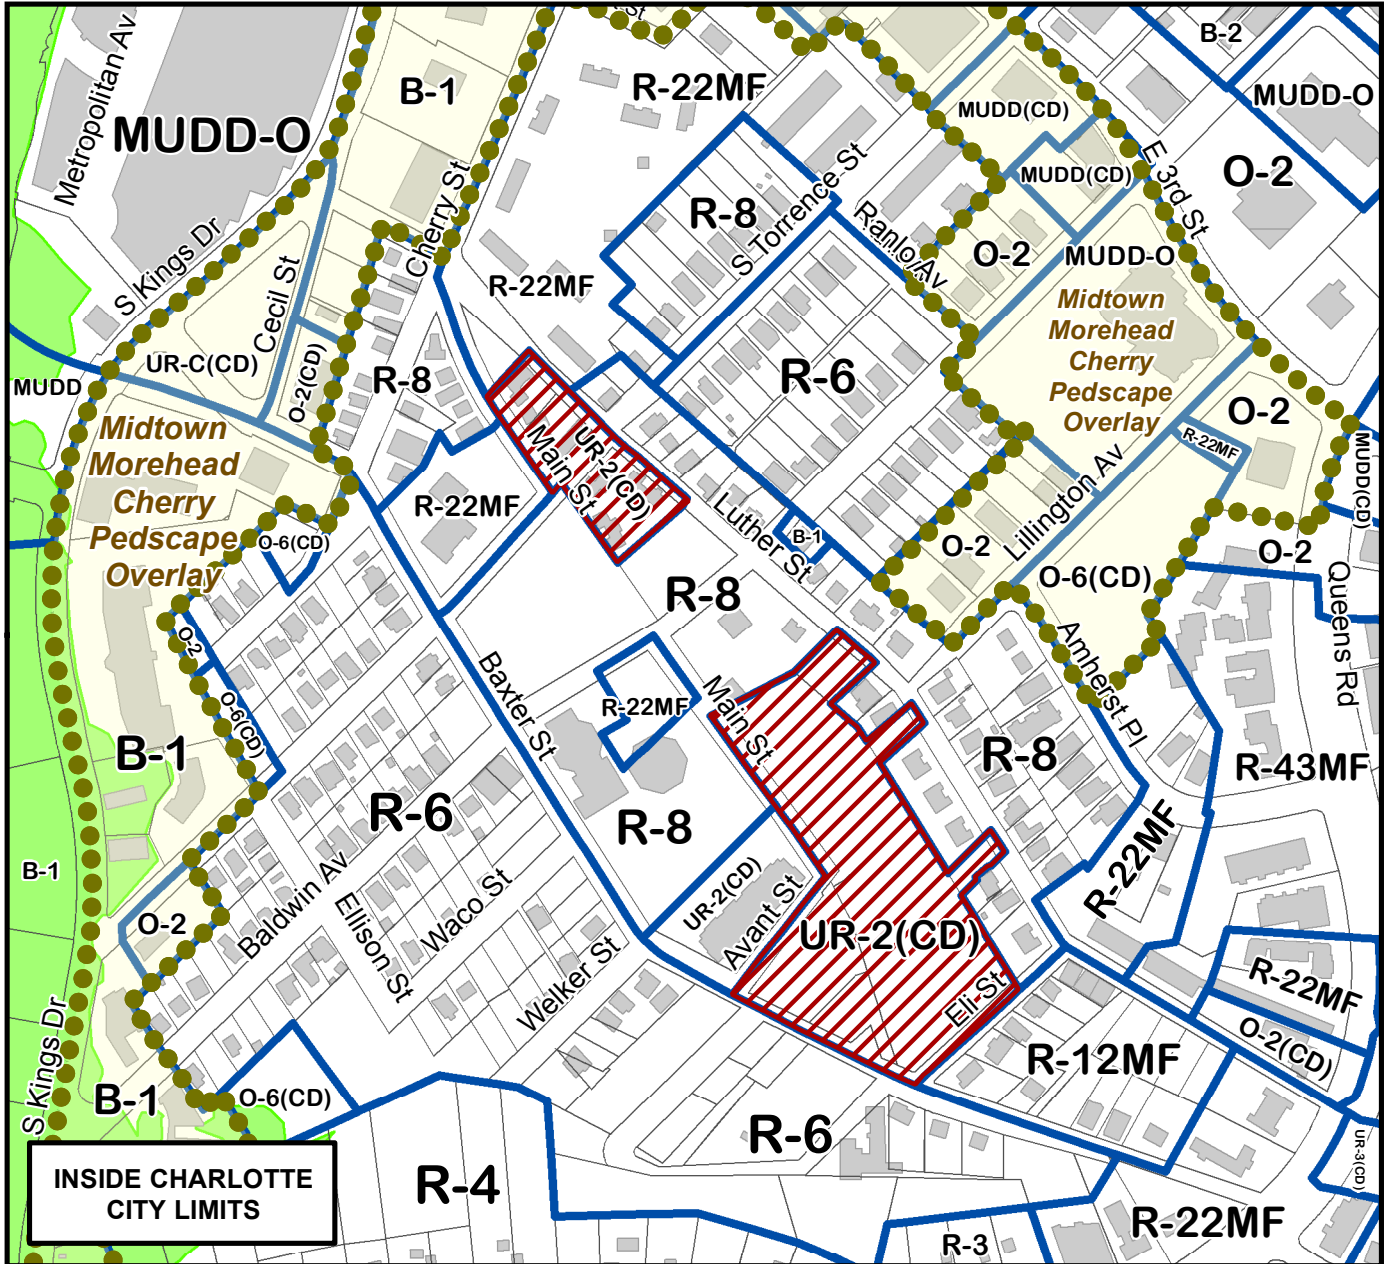 St
B-2
B-1
R-22MF
MUDD-O
Metropolitan Av
MUDD(CD)
MUDD-O
E 3rd St
MUDD(CD)
O-2
Cherry St
R-8
S Torrence St
Ranlo Av
O-2
MUDD-O
S Kings Dr
Cecil St
R-22MF
Midtown
Morehead
Cherry
Pedscape
Overlay
UR-C(CD)
O-2(CD)
R-8
R-6
MUDD
O-2
R-22MF
MUDD(CD)
Midtown
Morehead
Cherry
Pedscape
Overlay
Main St
UR-2(CD)
R-22MF
Luther St
B-1
Lillington Av
O-2
O-2
O-6(CD)
O-6(CD)
R-8
Queens Rd
O-2
Amherst Pl
O-6(CD)
Baxter St
R-22MF
Main St
B-1
R-8
R-43MF
R-6
R-8
R-22MF
B-1
UR-2(CD)
Avant St
UR-2(CD)
O-2
Baldwin Av
Ellison St
Waco St
Welker St
Eli St
R-22MF
O-2(CD)
S Kings Dr
B-1
O-6(CD)
R-12MF
R-6
UR-3(CD)
INSIDE CHARLOTTE
CITY LIMITS
R-4
R-3
R-22MF